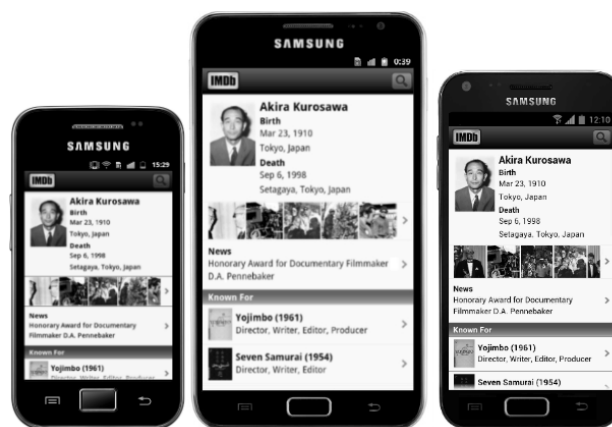 SAMSUNG
15:29
IMDb
Akira Kurosawa
Birth
Mar 23, 1910
Tokyo, Japan
Death
Sep 6, 1998
Setagaya, Tokyo, Japan
News
Honorary Award for Documentary
Filmmaker D.A. Pennebaker
Known For
Yojimbo (1961)
Director, Writer, Editor, Producer
SAMSUNG
0:39
IMDb
Akira Kurosawa
Birth
Mar 23, 1910
Tokyo, Japan
Death
Sep 6, 1998
Setagaya, Tokyo, Japan
News
Honorary Award for Documentary Filmmaker
D.A. Pennebaker
Known For
Yojimbo (1961)
Director, Writer, Editor, Producer
Seven Samurai (1954)
Director, Writer, Editor
SAMSUNG
12:10
IMDb
Akira Kurosawa
Birth
Mar 23, 1910
Tokyo, Japan
Death
Sep 6, 1998
Setagaya, Tokyo, Japan
News
Honorary Award for Documentary
Filmmaker D.A. Pennebaker
Known For
Yojimbo (1961)
Director, Writer, Editor, Producer
Seven Samurai (1954)